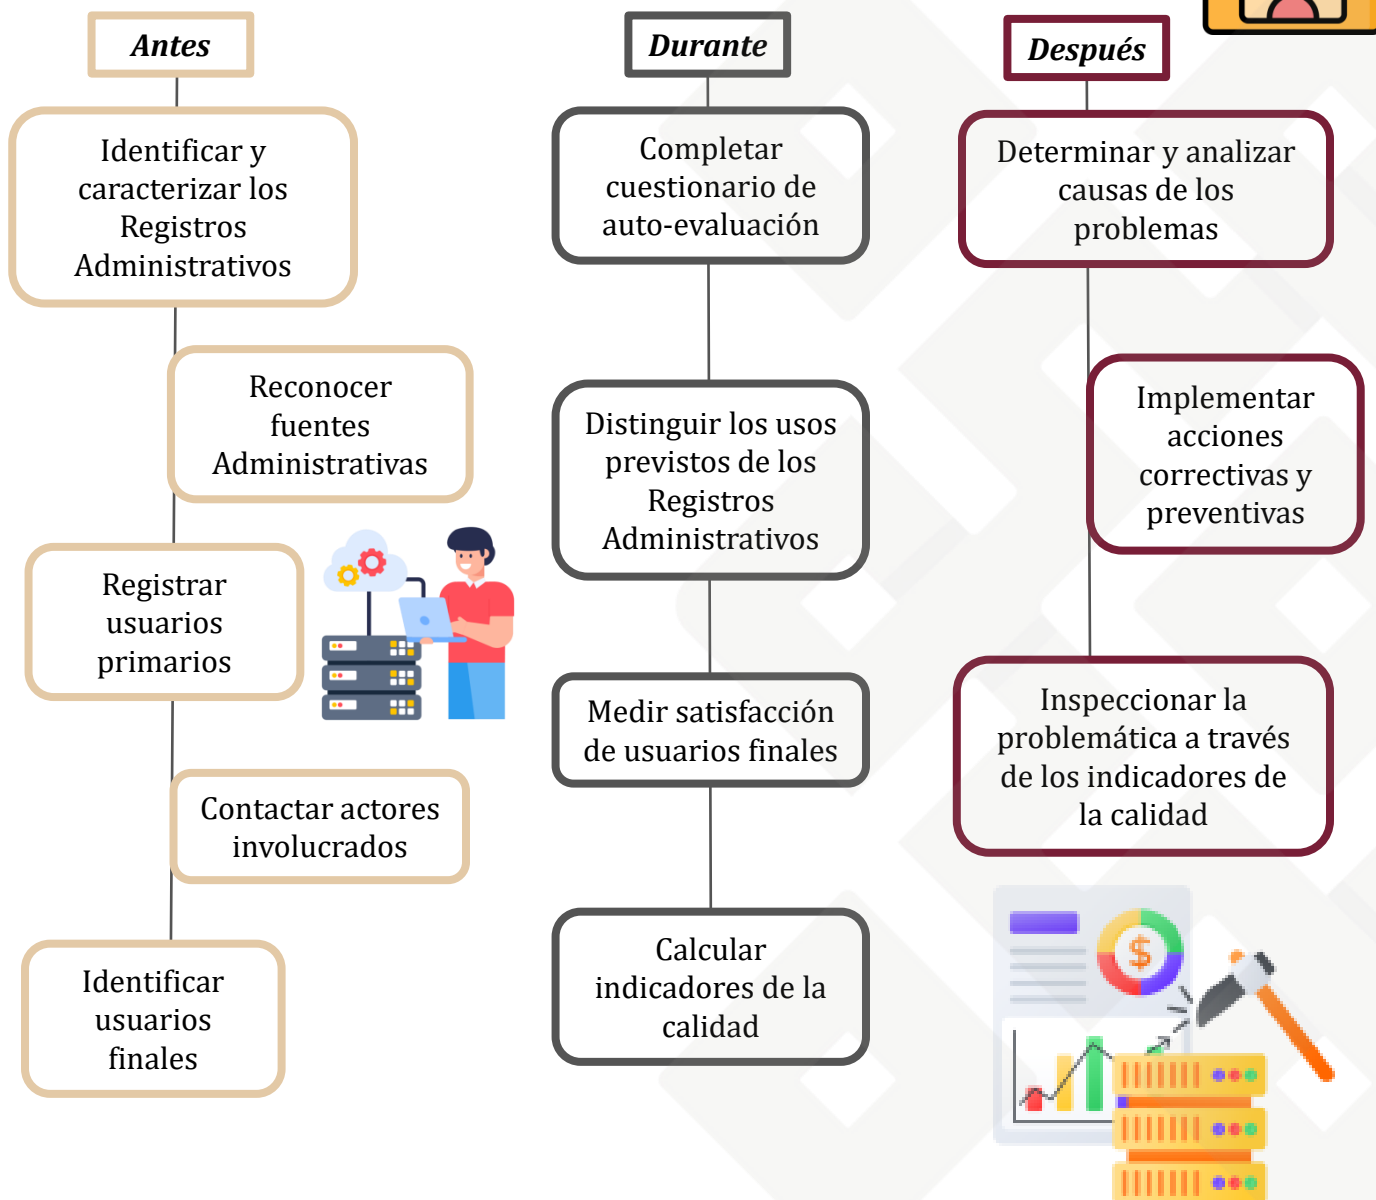 Antes
Identificar y
caracterizar los
Registros
Administrativos
Reconocer
fuentes
Administrativas
Registrar
usuarios
primarios
Contactar actores
involucrados
Identificar
usuarios
finales
Durante
Completar
cuestionario de
auto-evaluación
Distinguir los usos
previstos de los
Registros
Administrativos
Medir satisfacción
de usuarios finales
Calcular
indicadores de la
calidad
Después
Determinar y analizar
causas de los
problemas
Implementar
acciones
correctivas y
preventivas
Inspeccionar la
problemática a través
de los indicadores de
la calidad
$